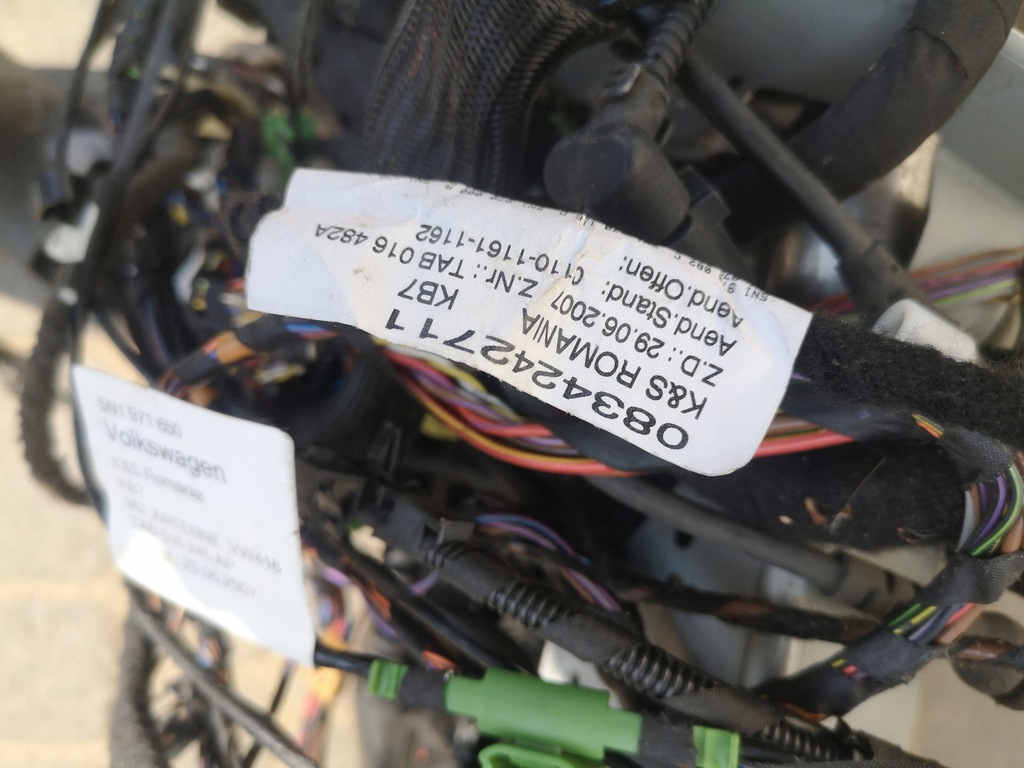 0834242711
K&S ROMANIA KB7
Z.D.: 29.06.2007 Z.Nr.: TAB 016 482A
Aend.Stand: C110-1161-1162
Aend.Offen:
5N1 971 650
Volkswagen
K&S Romania
KB7
ANTENNE VW416